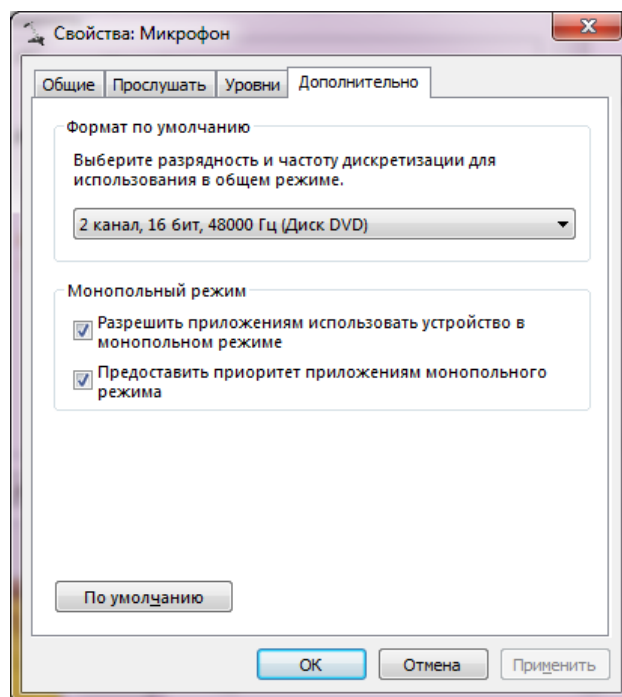 Свойства: Микрофон
Общие
Прослушать
Уровни
Дополнительно
Формат по умолчанию
Выберите разрядность и частоту дискретизации для
использования в общем режиме.
2 канал, 16 бит, 48000 Гц (Диск DVD)
Монопольный режим
Разрешить приложениям использовать устройство в
монопольном режиме
Предоставить приоритет приложениям монопольного
режима
По умолчанию
ОК
Отмена
Применить